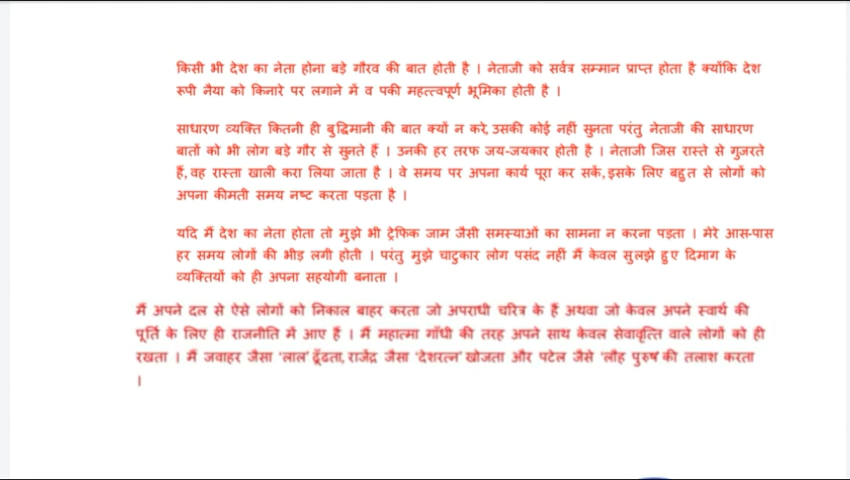 किसी भी देश का नेता होना बड़े गौरव की बात होती है । नेताजी को सर्वत्र सम्मान प्राप्त होता है क्योंकि देश
रूपी नैया को किनारे पर लगाने में व पकी महत्त्वपूर्ण भूमिका होती है ।
साधारण व्यक्ति कितनी ही बुद्धिमानी की बात क्यों न करे, उसकी कोई नहीं सुनता परंतु नेताजी की साधारण
बातों को भी लोग बड़े गौर से सुनते हैं । उनकी हर तरफ जय-जयकार होती है । नेताजी जिस रास्ते से गुजरते
हैं, वह रास्ता खाली करा लिया जाता है । वे समय पर अपना कार्य पूरा कर सकें, इसके लिए बहुत से लोगों को
अपना कीमती समय नष्ट करता पड़ता है ।
यदि मैं देश का नेता होता तो मुझे भी ट्रेफिक जाम जैसी समस्याओं का सामना न करना पड़ता । मेरे आस-पास
हर समय लोगों की भीड़ लगी होती । परंतु मुझे चाटुकार लोग पसंद नहीं मैं केवल सुलझे हुए दिमाग के
व्यक्तियों को ही अपना सहयोगी बनाता ।
मैं अपने दल से ऐसे लोगों को निकाल बाहर करता जो अपराधी चरित्र के हैं अथवा जो केवल अपने स्वार्थ की
पूर्ति के लिए ही राजनीति में आए हैं । मैं महात्मा गाँधी की तरह अपने साथ केवल सेवावृत्ति वाले लोगों को ही
रखता । मैं जवाहर जैसा 'लाल' ढूँढता, राजेंद्र जैसा 'देशरत्न' खोजता और पटेल जैसे 'लौह पुरुष की तलाश करता
।